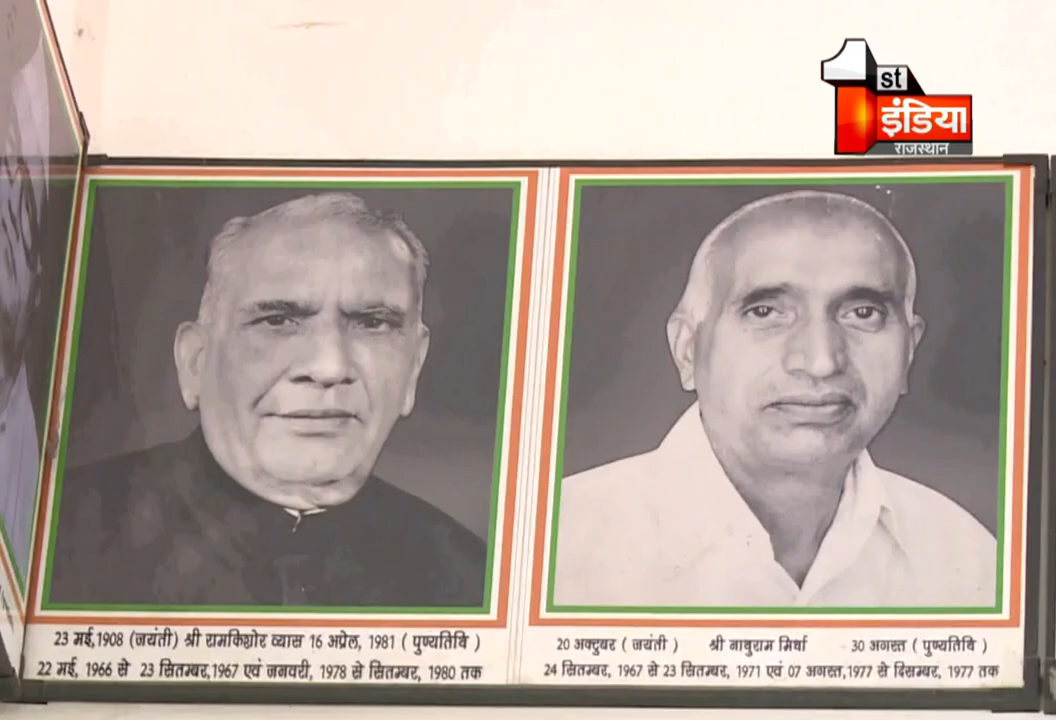 1st
इंडिया
राजस्थान
23 मई,1908 (जयंती) श्री रामकिशोर व्यास 16 अप्रेल, 1981 ( पुण्यतिथि )
22 मई, 1966 से 23 सितम्बर,1967 एवं जनवरी, 1978 से सितम्बर, 1980 तक
20 अक्टुबर ( जयंती ) श्री नाथुराम मिर्धा 30 अगस्त ( पुण्यतिथि )
24 सितम्बर, 1967 से 23 सितम्बर, 1971 एवं 07 अगस्त,1977 से दिसम्बर, 1977 तक